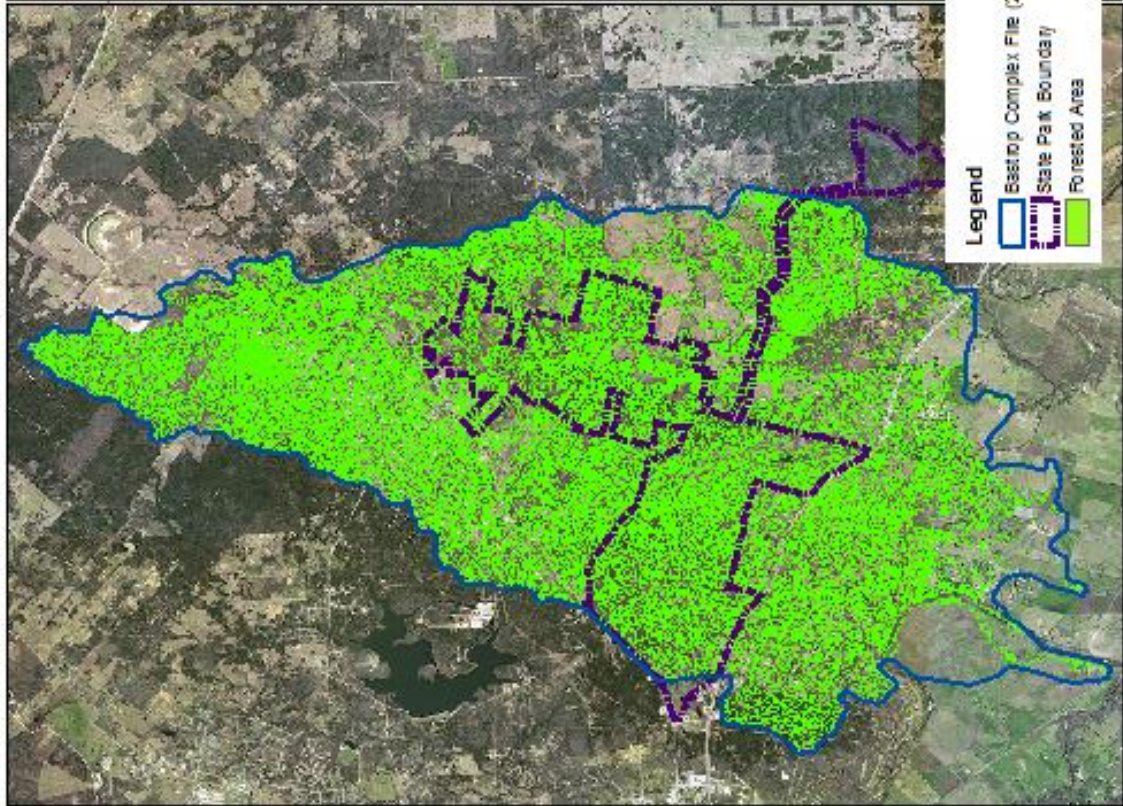 Legend
Bastrop Complex Fire (
State Park Boundary
Forested Area